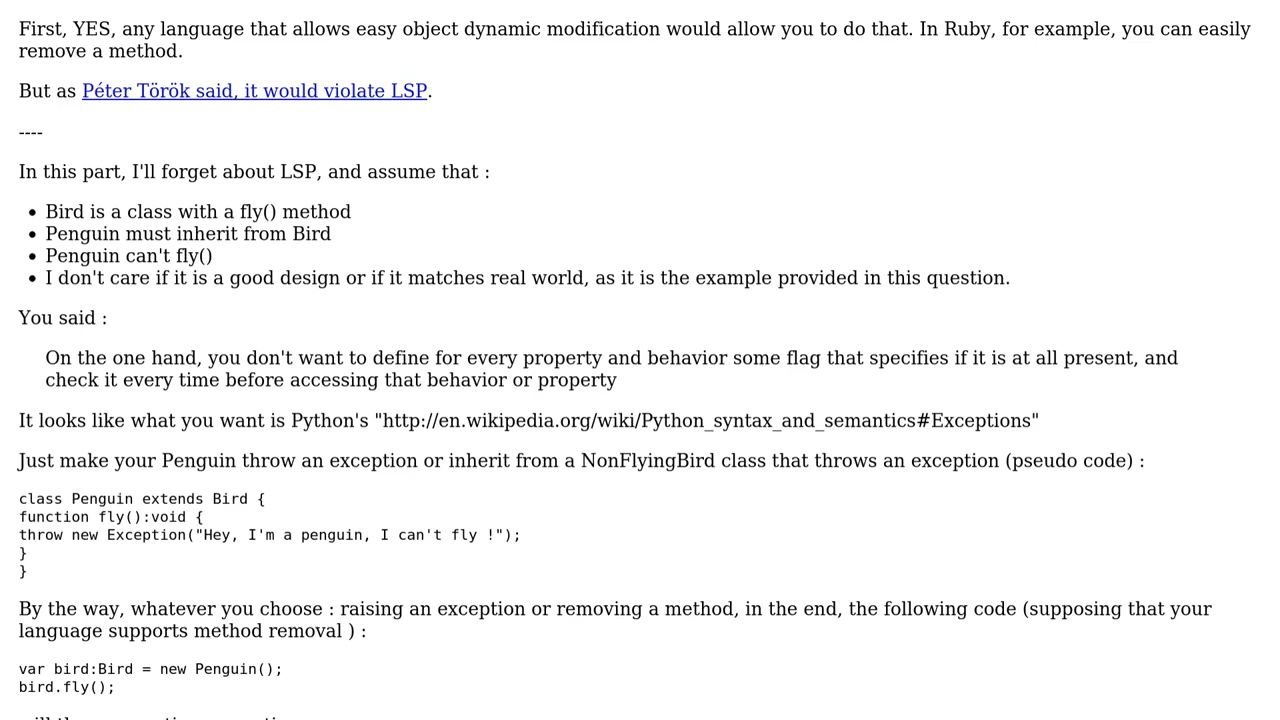 First, YES, any language that allows easy object dynamic modification would allow you to do that. In Ruby, for example, you can easily
remove a method.
But as Péter Török said, it would violate LSP.
----
In this part, I'll forget about LSP, and assume that :
• Bird is a class with a fly() method
• Penguin must inherit from Bird
• Penguin can't fly()
• I don't care if it is a good design or if it matches real world, as it is the example provided in this question.
You said :
On the one hand, you don't want to define for every property and behavior some flag that specifies if it is at all present, and
check it every time before accessing that behavior or property
It looks like what you want is Python's "http://en.wikipedia.org/wiki/Python_syntax_and_semantics#Exceptions"
Just make your Penguin throw an exception or inherit from a NonFlyingBird class that throws an exception (pseudo code) :
class Penguin extends Bird {
function fly():void {
throw new Exception("Hey, I'm a penguin, I can't fly !");
}
}
By the way, whatever you choose : raising an exception or removing a method, in the end, the following code (supposing that your
language supports method removal ) :
var bird:Bird = new Penguin();
bird.fly();